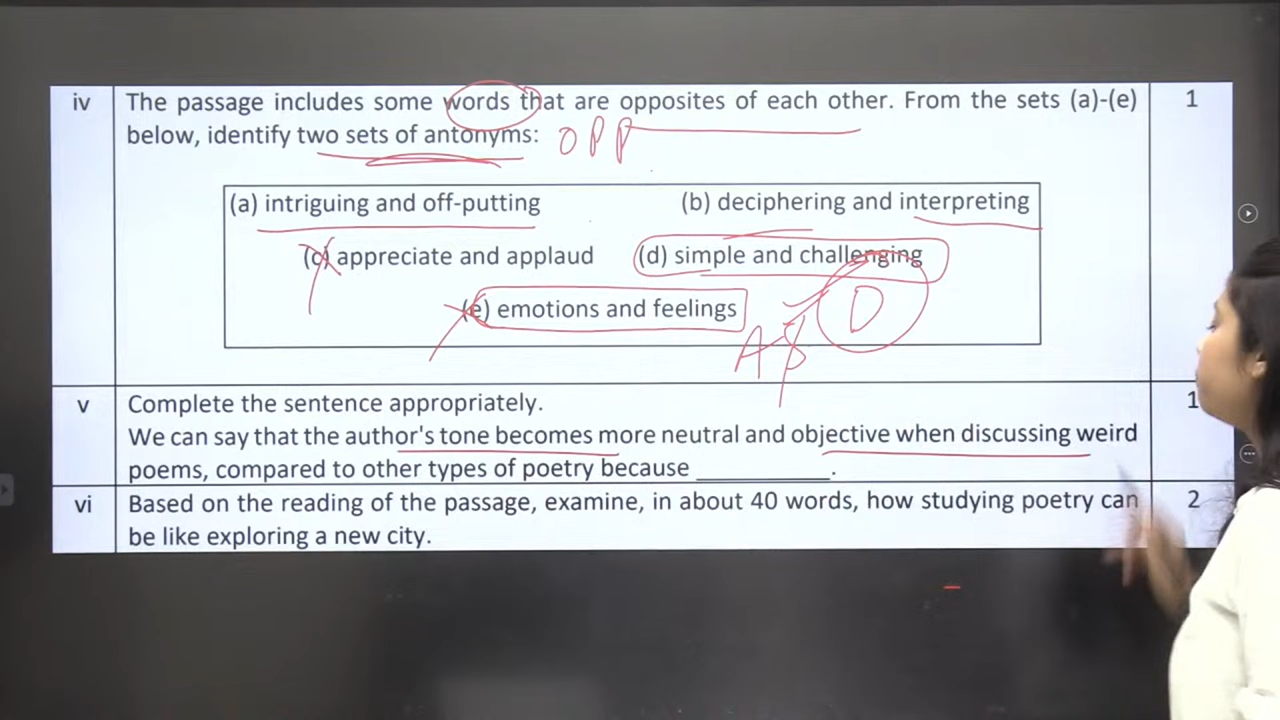 iv The passage includes some words that are opposites of each other. From the sets (a)-(e) 1
below, identify two sets of antonyms: OPP
(a) intriguing and off-putting (b) deciphering and interpreting
(c) appreciate and applaud (d) simple and challenging
(e) emotions and feelings D
A
v Complete the sentence appropriately. 1
We can say that the author's tone becomes more neutral and objective when discussing weird
poems, compared to other types of poetry because __________.
vi Based on the reading of the passage, examine, in about 40 words, how studying poetry can 2
be like exploring a new city.